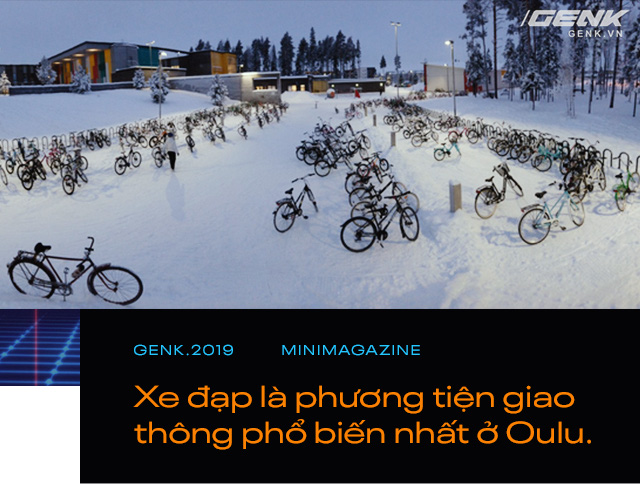 GENK
GENK.VN
GENK.2019 MINIMAGAZINE
Xe đạp là phương tiện giao
thông phổ biến nhất ở Oulu.